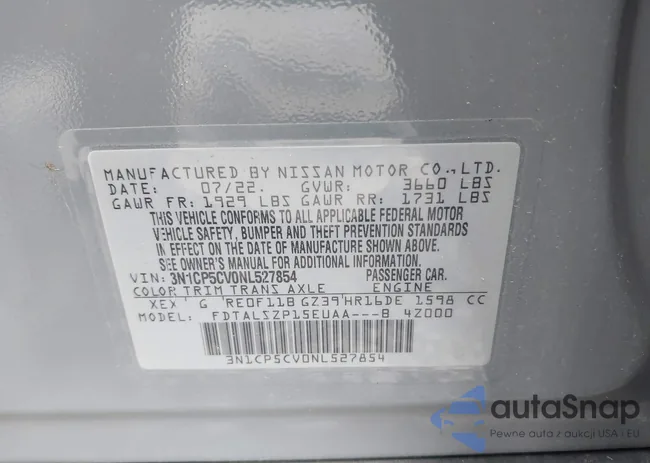 MANUFACTURED BY NISSAN MOTOR CO.,LTD.
DATE: 07/22. GVWR: 3660 LBS
GAWR FR: 1929 LBS GAWR RR: 1731 LBS
THIS VEHICLE CONFORMS TO ALL APPLICABLE FEDERAL MOTOR
VEHICLE SAFETY, BUMPER AND THEFT PREVENTION STANDARDS
IN EFFECT ON THE DATE OF MANUFACTURE SHOWN ABOVE.
SEE OWNER'S MANUAL FOR ADDITIONAL INFORMATION.
VIN: 3N1CP5CV0NL527854 PASSENGER CAR.
COLOR TRIM TRANS AXLE ENGINE
XEX G RE0F11B GZ39 HR16DE 1598 CC
MODEL: FDTALSZP15EUAA---B 4Z000
3N1CP5CV0NL527854
autoSnap
Pewne auta z aukcji USA i EU